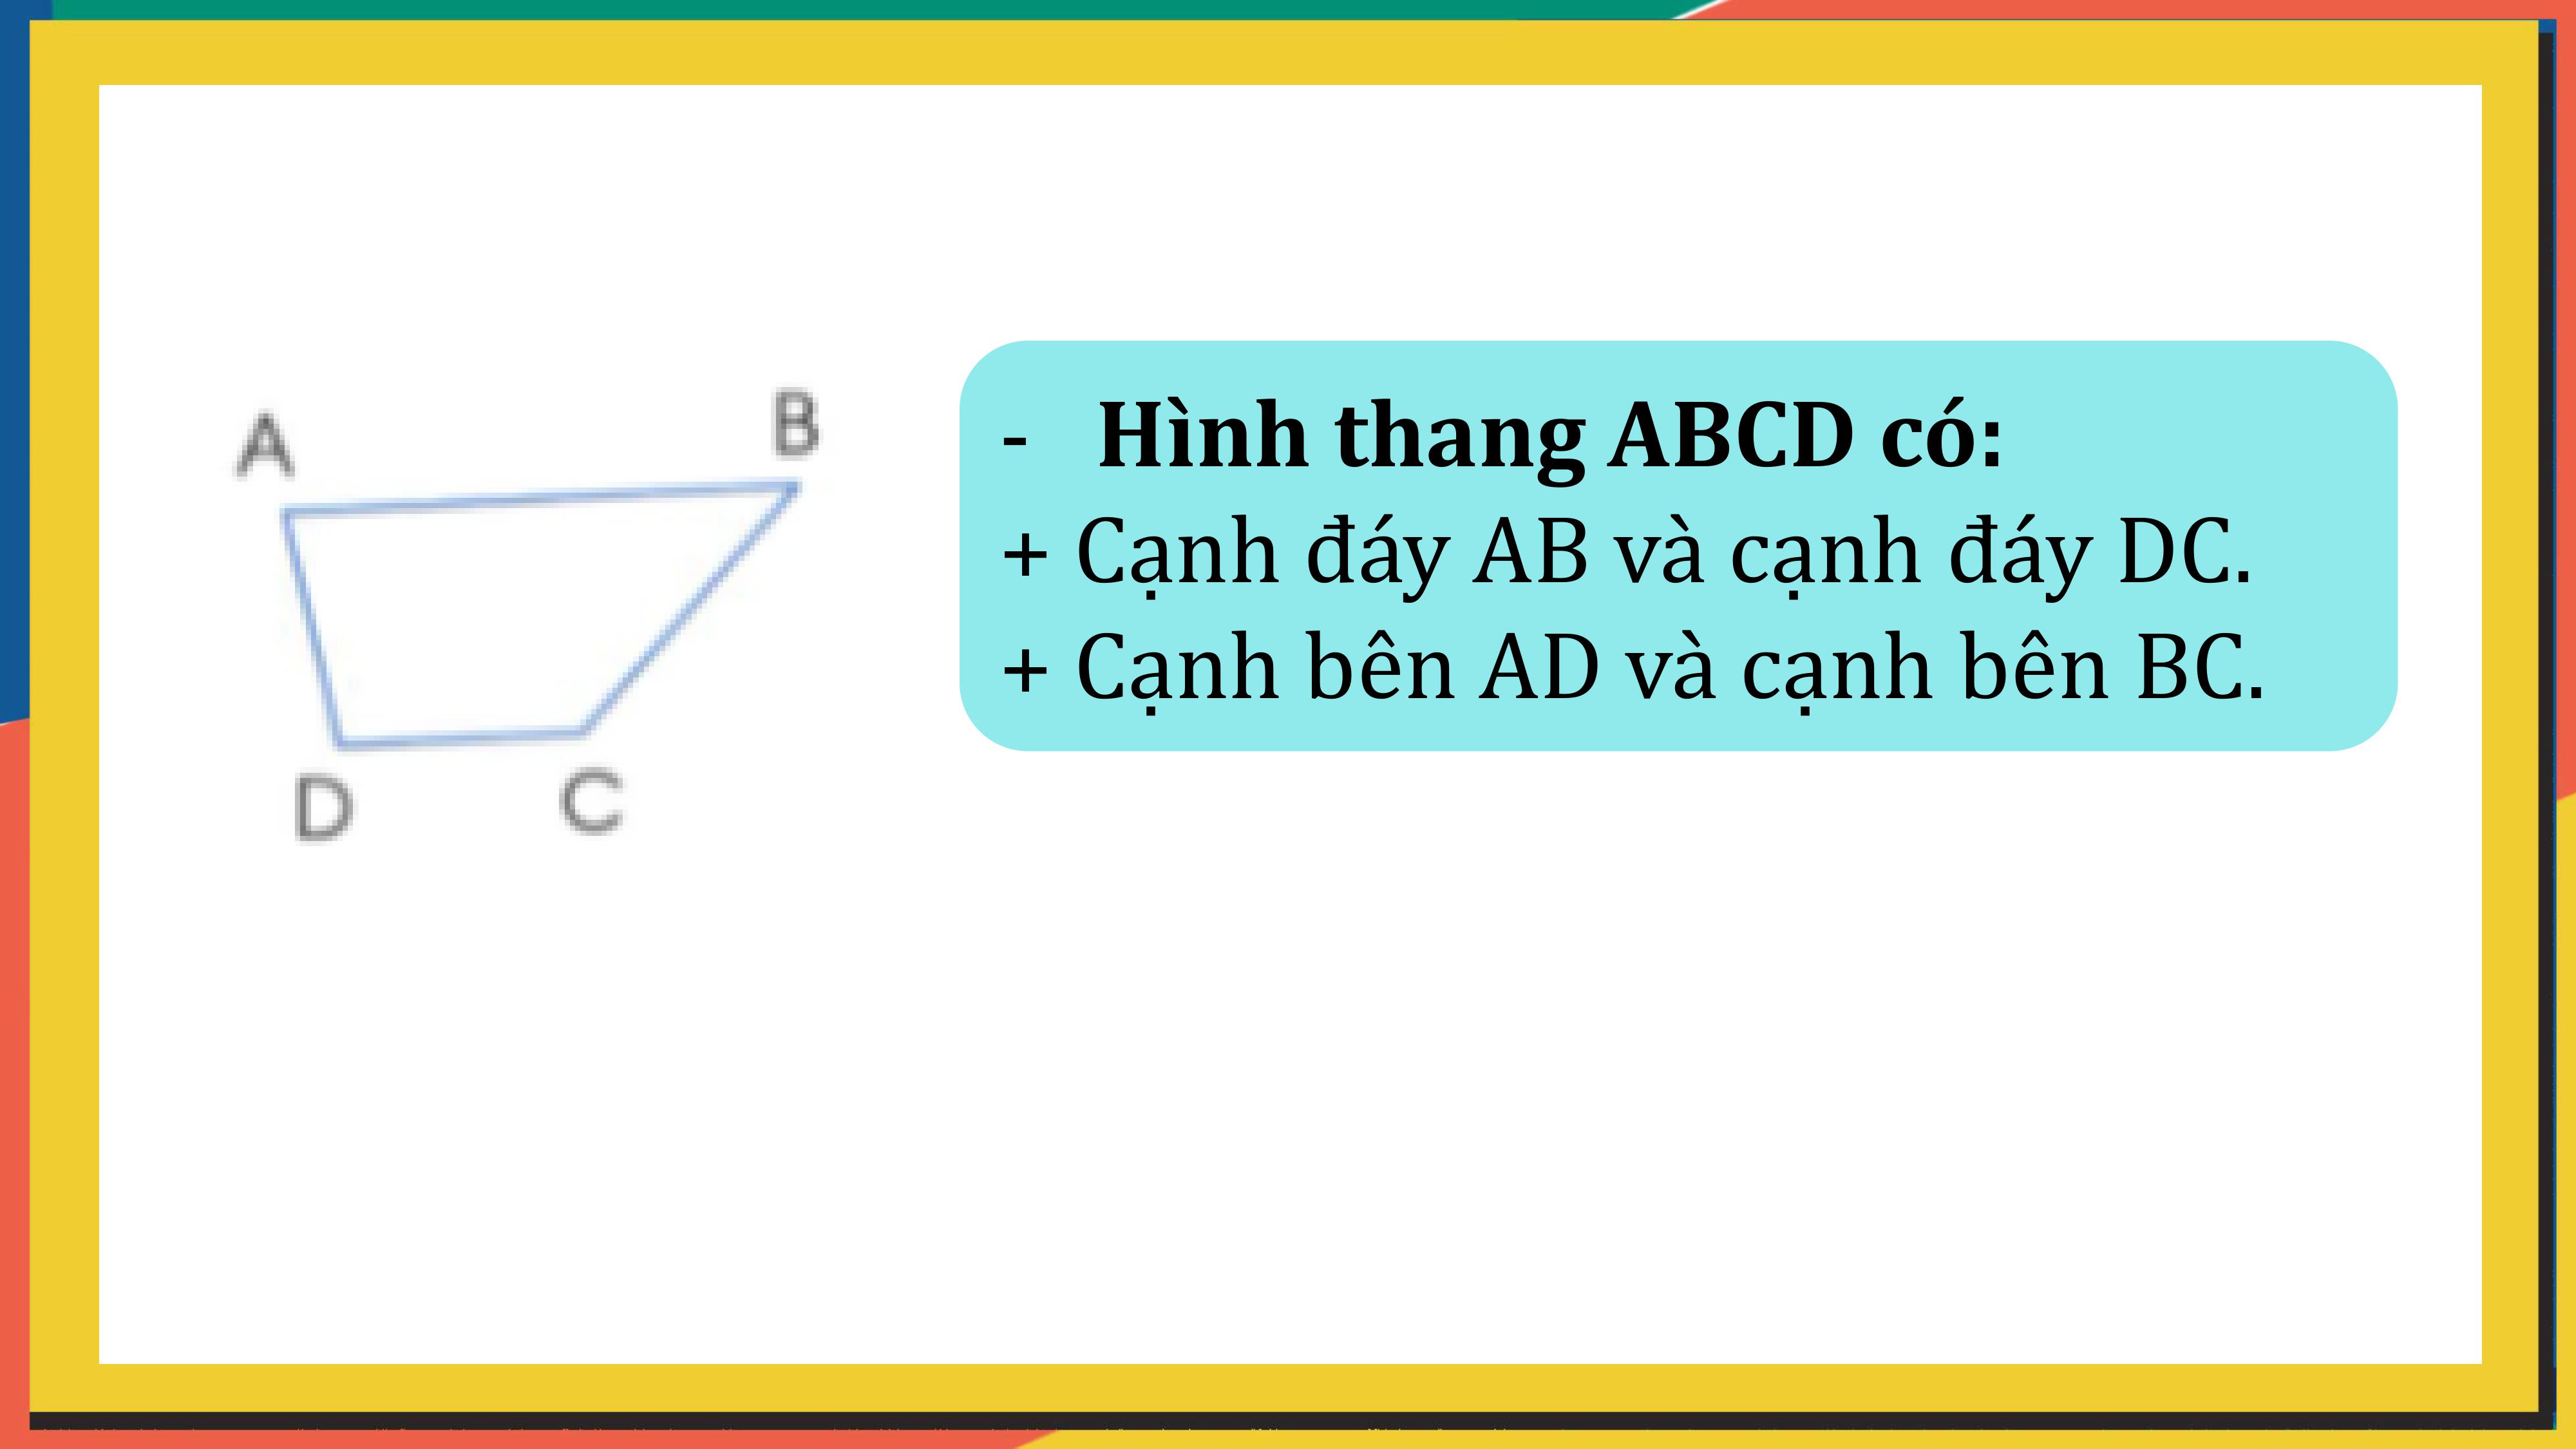 A
B
D
C
- Hình thang ABCD có:
+ Cạnh đáy AB và cạnh đáy DC.
+ Cạnh bên AD và cạnh bên BC.